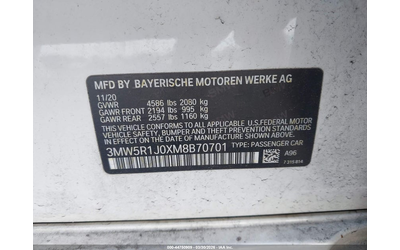 MFD BY BAYERISCHE MOTOREN WERKE AG
11/20
GVWR 4586 lbs 2080 kg
GAWR FRONT 2194 lbs 995 kg
GAWR REAR 2557 lbs 1160 kg
THIS VEHICLE CONFORMS TO ALL APPLICABLE U.S.FEDERAL MOTOR
VEHICLE SAFETY, BUMPER, AND THEFT PREVENTION STANDARDS IN
EFFECT ON THE DATE OF MANUFACTURE SHOWN ABOVE.
3MW5R1J0XM8B70701 TYPE: PASSENGER CAR
A96